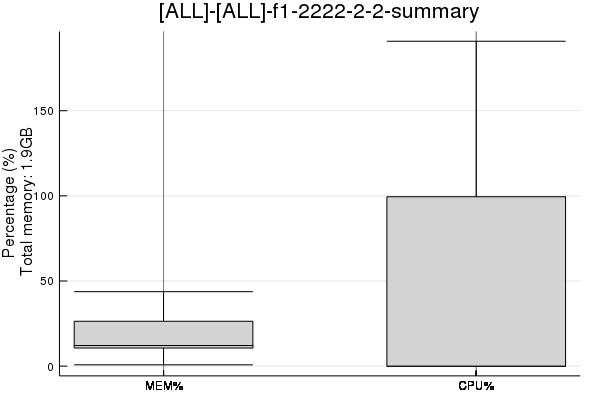 [ALL]-[ALL]-f1-2222-2-2-summary
Percentage (%)
Total memory: 1.9GB
150
100
50
0
MEM%
CPU%